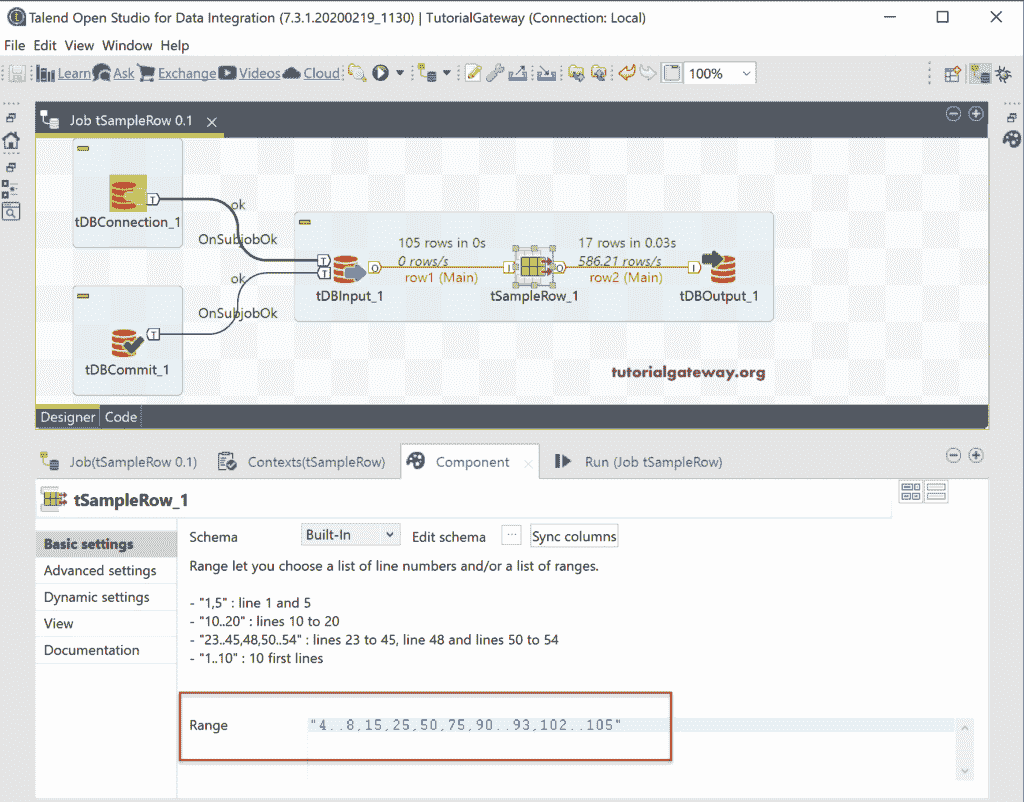 Talend Open Studio for Data Integration (7.3.1.20200219_1130) | TutorialGateway (Connection: Local)
File Edit View Window Help
Learn Ask Exchange Videos Cloud 100%
Job tSampleRow 0.1
ok
tDBConnection_1
OnSubjobOk
105 rows in 0s 17 rows in 0.03s
0 rows/s 586.21 rows/s
row1 (Main) row2 (Main)
ok
tDBInput_1 tSampleRow_1 tDBOutput_1
OnSubjobOk
tDBCommit_1
tutorialgateway.org
Designer Code
Job(tSampleRow 0.1) Contexts(tSampleRow) Component Run (Job tSampleRow)
tSampleRow_1
Basic settings
Advanced settings
Dynamic settings
View
Documentation
Schema Built-In Edit schema ... Sync columns
Range let you choose a list of line numbers and/or a list of ranges.
- "1,5" : line 1 and 5
- "10..20" : lines 10 to 20
- "23..45,48,50..54" : lines 23 to 45, line 48 and lines 50 to 54
- "1..10" : 10 first lines
Range "4..8,15,25,50,75,90..93,102..105"